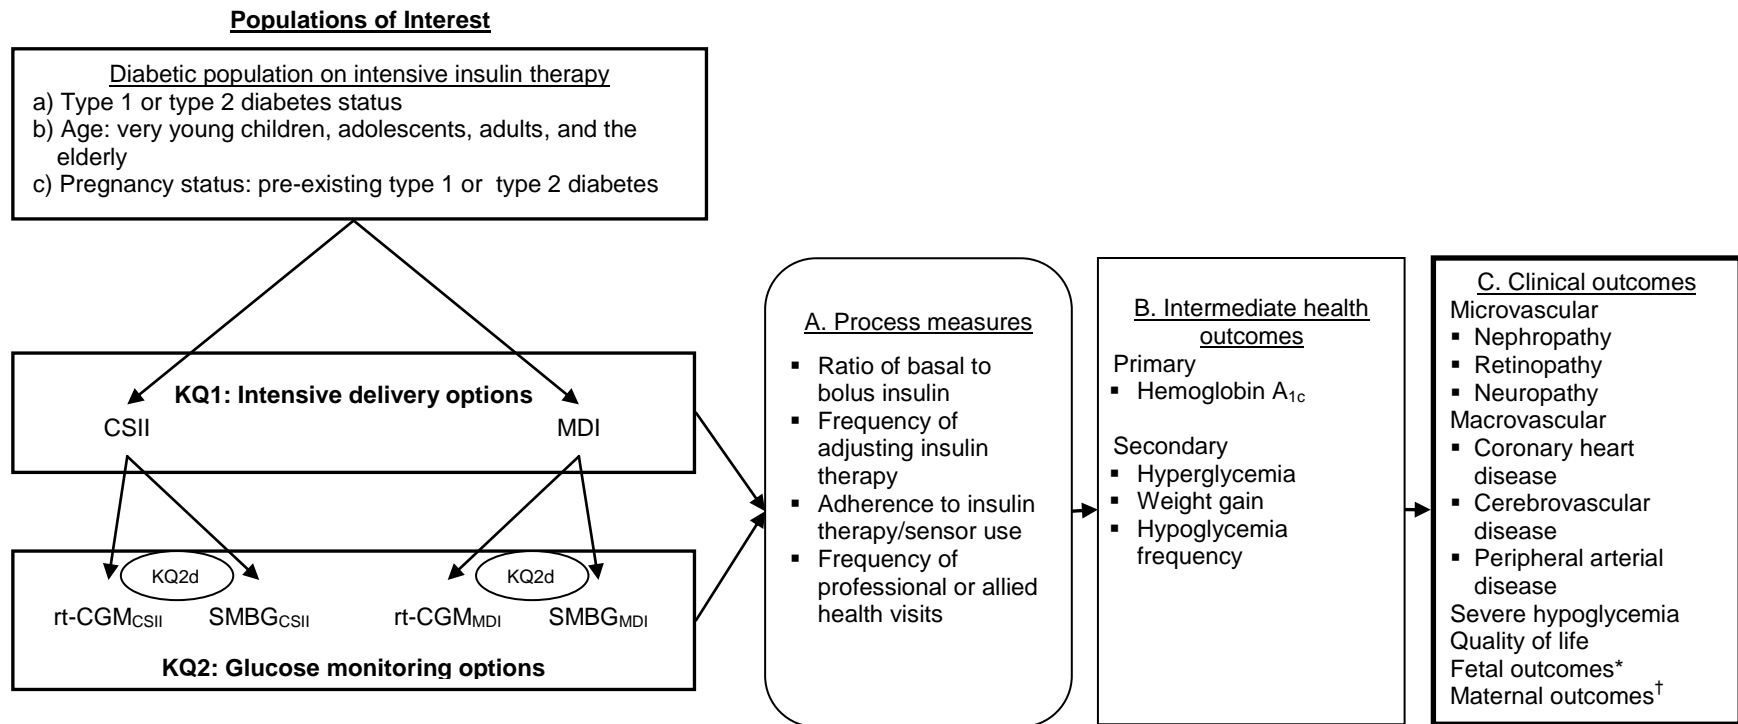 Populations of Interest
Diabetic population on intensive insulin therapy
a) Type 1 or type 2 diabetes status
b) Age: very young children, adolescents, adults, and the
elderly
c) Pregnancy status: pre-existing type 1 or type 2 diabetes
KQ1: Intensive delivery options
CSII
MDI
KQ2d
KQ2d
rt-CGMCSII
SMBGCSII
rt-CGMMDI
SMBGMDI
KQ2: Glucose monitoring options
A. Process measures
▪ Ratio of basal to
bolus insulin
▪ Frequency of
adjusting insulin
therapy
▪ Adherence to insulin
therapy/sensor use
▪ Frequency of
professional or allied
health visits
B. Intermediate health
outcomes
Primary
▪ Hemoglobin A1c
Secondary
▪ Hyperglycemia
▪ Weight gain
▪ Hypoglycemia
frequency
C. Clinical outcomes
Microvascular
▪ Nephropathy
▪ Retinopathy
▪ Neuropathy
Macrovascular
▪ Coronary heart
disease
▪ Cerebrovascular
disease
▪ Peripheral arterial
disease
Severe hypoglycemia
Quality of life
Fetal outcomes*
Maternal outcomes†